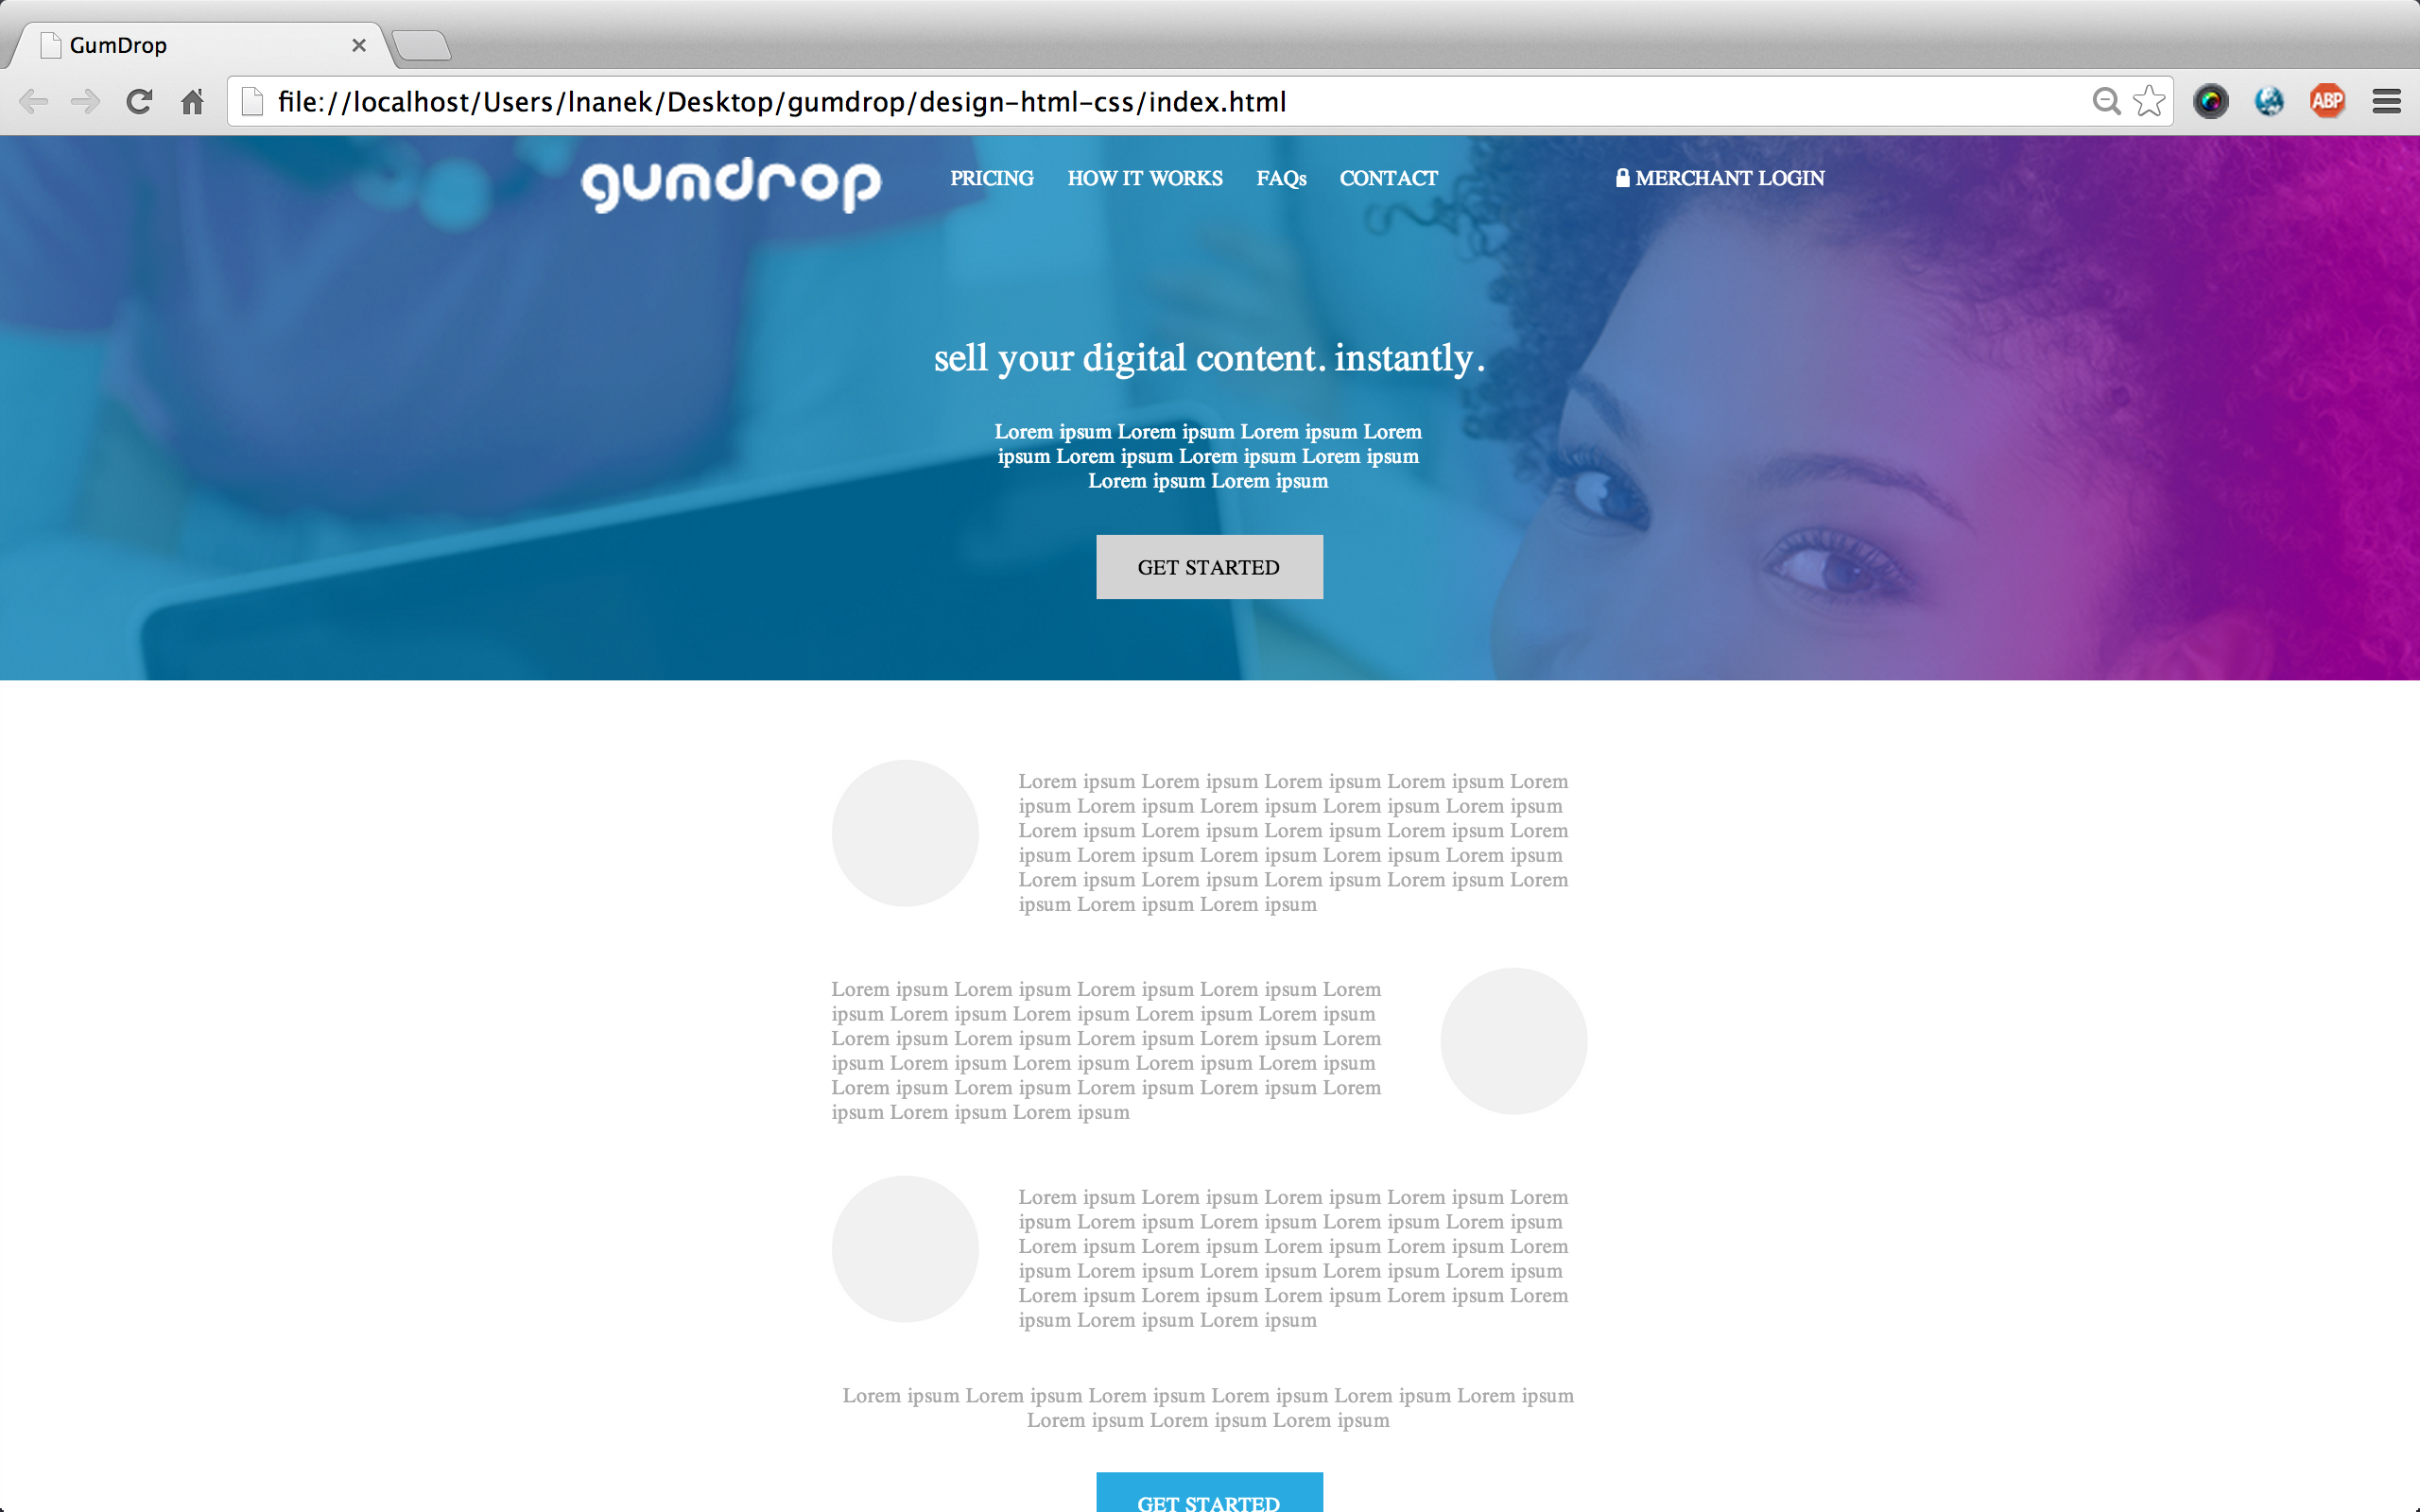 GumDrop
file://localhost/Users/lnanek/Desktop/gumdrop/design-html-css/index.html
ABP
gumdrop
PRICING HOW IT WORKS FAQs CONTACT
MERCHANT LOGIN
sell your digital content. instantly.
Lorem ipsum Lorem ipsum Lorem ipsum Lorem
ipsum Lorem ipsum Lorem ipsum Lorem ipsum
Lorem ipsum Lorem ipsum
GET STARTED
Lorem ipsum Lorem ipsum Lorem ipsum Lorem ipsum Lorem
ipsum Lorem ipsum Lorem ipsum Lorem ipsum Lorem ipsum
Lorem ipsum Lorem ipsum Lorem ipsum Lorem ipsum Lorem
ipsum Lorem ipsum Lorem ipsum Lorem ipsum Lorem ipsum
Lorem ipsum Lorem ipsum Lorem ipsum Lorem ipsum Lorem
ipsum Lorem ipsum Lorem ipsum
Lorem ipsum Lorem ipsum Lorem ipsum Lorem ipsum Lorem
ipsum Lorem ipsum Lorem ipsum Lorem ipsum Lorem ipsum
Lorem ipsum Lorem ipsum Lorem ipsum Lorem ipsum Lorem
ipsum Lorem ipsum Lorem ipsum Lorem ipsum Lorem ipsum
Lorem ipsum Lorem ipsum Lorem ipsum Lorem ipsum Lorem
ipsum Lorem ipsum Lorem ipsum
Lorem ipsum Lorem ipsum Lorem ipsum Lorem ipsum Lorem
ipsum Lorem ipsum Lorem ipsum Lorem ipsum Lorem ipsum
Lorem ipsum Lorem ipsum Lorem ipsum Lorem ipsum Lorem
ipsum Lorem ipsum Lorem ipsum Lorem ipsum Lorem ipsum
Lorem ipsum Lorem ipsum Lorem ipsum Lorem ipsum Lorem
ipsum Lorem ipsum Lorem ipsum
Lorem ipsum Lorem ipsum Lorem ipsum Lorem ipsum Lorem ipsum Lorem ipsum
Lorem ipsum Lorem ipsum Lorem ipsum
GET STARTED